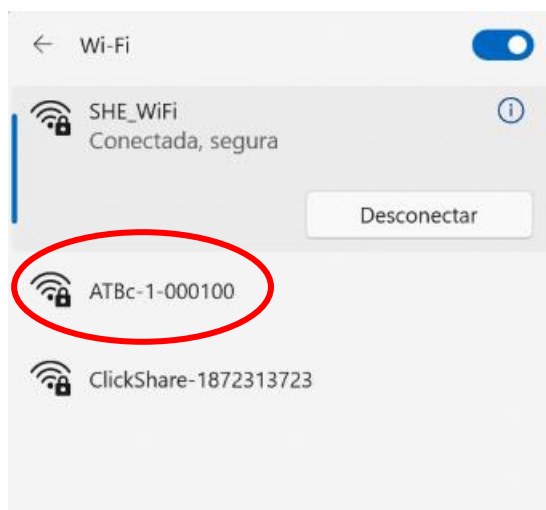 Wi-Fi
SHE_WiFi
Conectada, segura
Desconectar
ATBc-1-000100
ClickShare-1872313723